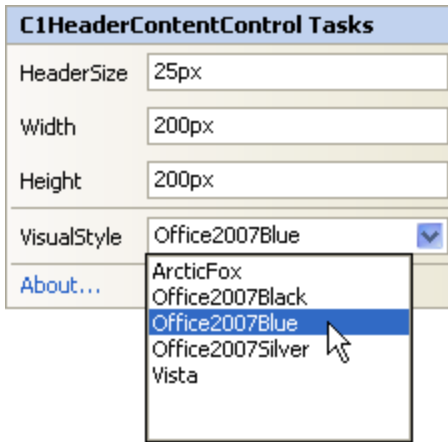 C1HeaderContentControl Tasks
HeaderSize 25px
Width 200px
Height 200px
VisualStyle Office2007Blue
About...
ArcticFox
Office2007Black
Office2007Blue
Office2007Silver
Vista